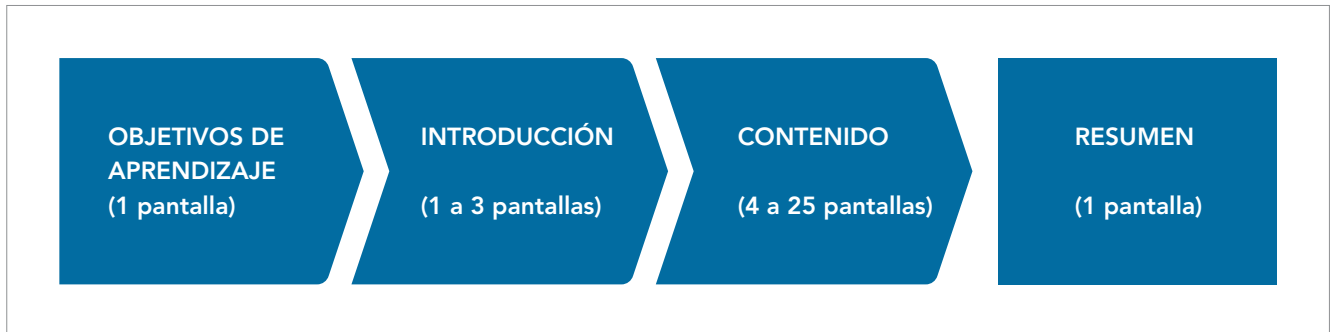 OBJETIVOS DE
APRENDIZAJE
(1 pantalla)
INTRODUCCIÓN
(1 a 3 pantallas)
CONTENIDO
(4 a 25 pantallas)
RESUMEN
(1 pantalla)